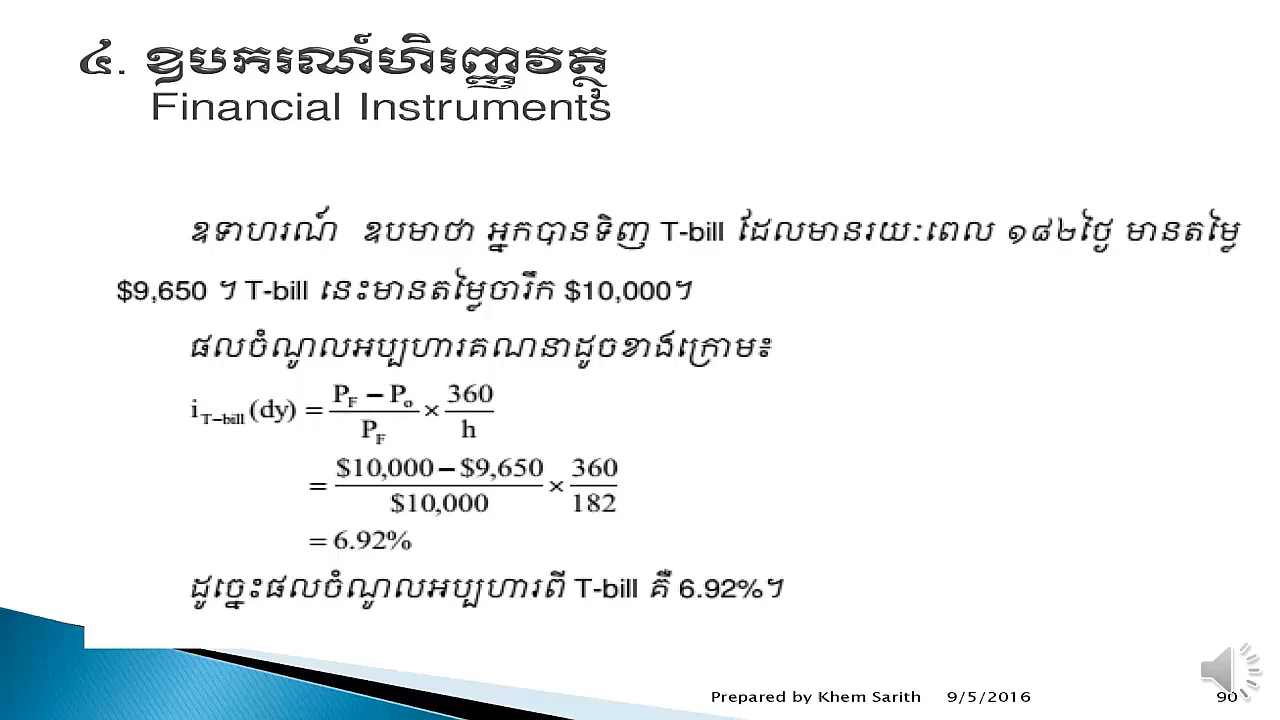 ៤. ឧបករណ៍ហិរញ្ញវត្ថុ
Financial Instruments
ឧទាហរណ៍ ឧបមាថា អ្នកបានទិញ T-bill ដែលមានរយៈពេល ១៨២ថ្ងៃ មានតម្លៃ
$9,650 ។ T-bill នេះមានតម្លៃចារឹក $10,000។
ផលចំណូលអប្បហារគណនាដូចខាងក្រោម៖
i T-bill (dy) = (P_F − P_o) / P_F × 360 / h
= ($10,000 − $9,650) / $10,000 × 360 / 182
= 6.92%
ដូច្នេះផលចំណូលអប្បហារពី T-bill គឺ 6.92%។
Prepared by Khem Sarith 9/5/2016 90